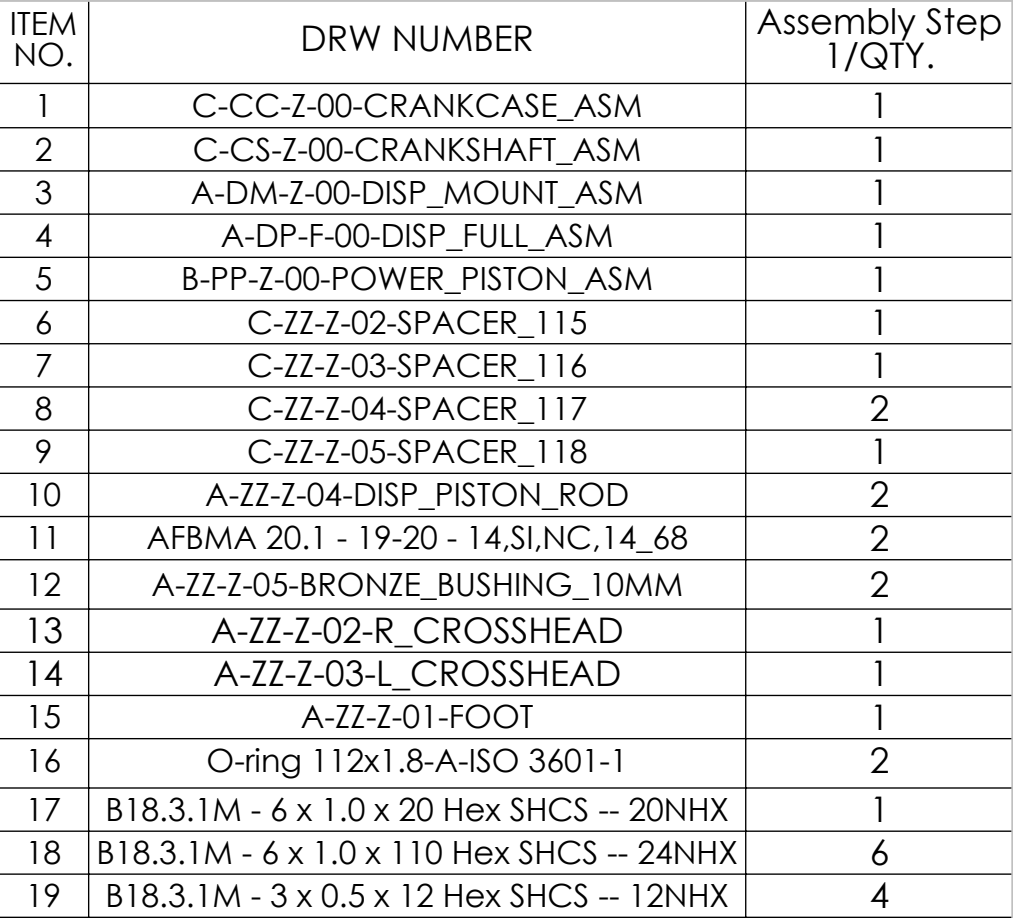 ITEM NO. DRW NUMBER Assembly Step 1/QTY.
1 C-CC-Z-00-CRANKCASE_ASM 1
2 C-CS-Z-00-CRANKSHAFT_ASM 1
3 A-DM-Z-00-DISP_MOUNT_ASM 1
4 A-DP-F-00-DISP_FULL_ASM 1
5 B-PP-Z-00-POWER_PISTON_ASM 1
6 C-ZZ-Z-02-SPACER_115 1
7 C-ZZ-Z-03-SPACER_116 1
8 C-ZZ-Z-04-SPACER_117 2
9 C-ZZ-Z-05-SPACER_118 1
10 A-ZZ-Z-04-DISP_PISTON_ROD 2
11 AFBMA 20.1 - 19-20 - 14,SI,NC,14_68 2
12 A-ZZ-Z-05-BRONZE_BUSHING_10MM 2
13 A-ZZ-Z-02-R_CROSSHEAD 1
14 A-ZZ-Z-03-L_CROSSHEAD 1
15 A-ZZ-Z-01-FOOT 1
16 O-ring 112x1.8-A-ISO 3601-1 2
17 B18.3.1M - 6 x 1.0 x 20 Hex SHCS -- 20NHX 1
18 B18.3.1M - 6 x 1.0 x 110 Hex SHCS -- 24NHX 6
19 B18.3.1M - 3 x 0.5 x 12 Hex SHCS -- 12NHX 4